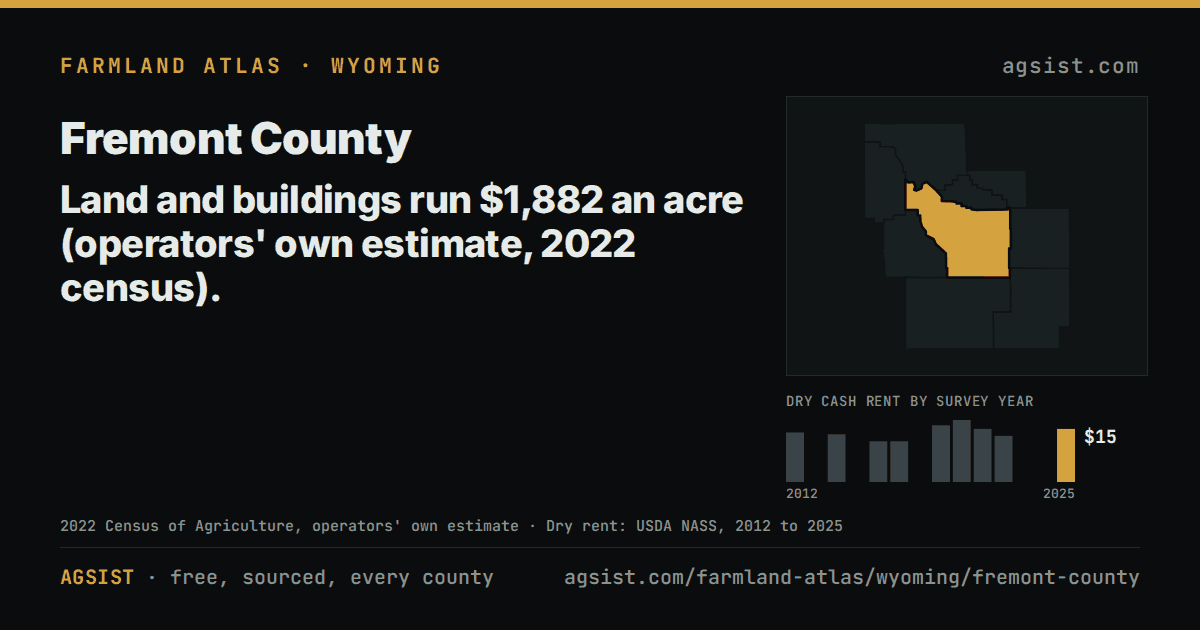 FARMLAND ATLAS · WYOMING
agsist.com
Fremont County
Land and buildings run $1,882 an acre
(operators' own estimate, 2022
census).
DRY CASH RENT BY SURVEY YEAR
$15
2012
2025
2022 Census of Agriculture, operators' own estimate · Dry rent: USDA NASS, 2012 to 2025
AGSIST · free, sourced, every county
agsist.com/farmland-atlas/wyoming/fremont-county